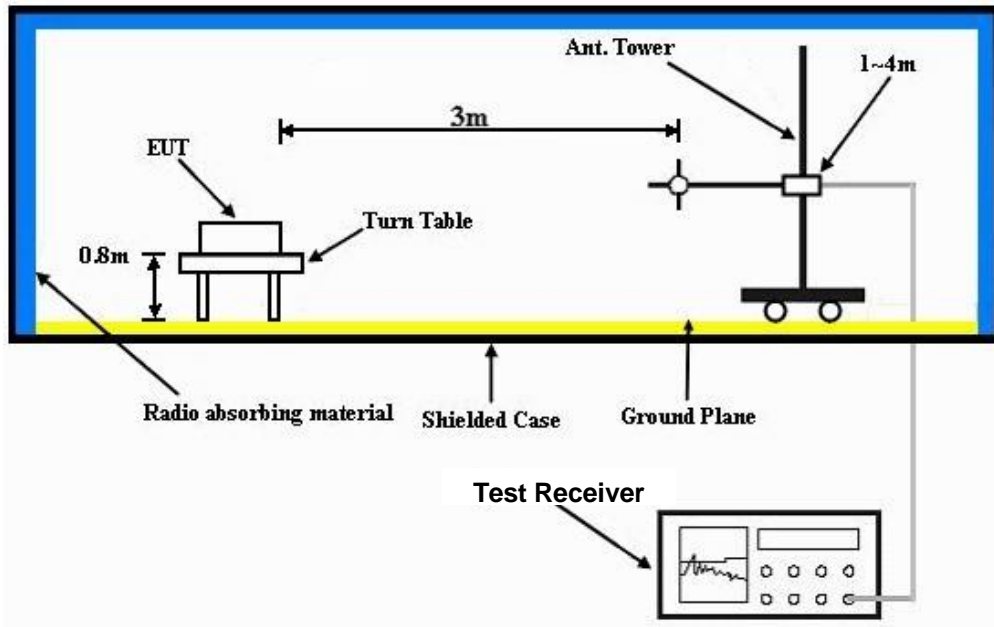 Ant. Tower
1~4m
3m
EUT
Turn Table
0.8m
Radio absorbing material
Shielded Case
Ground Plane
Test Receiver